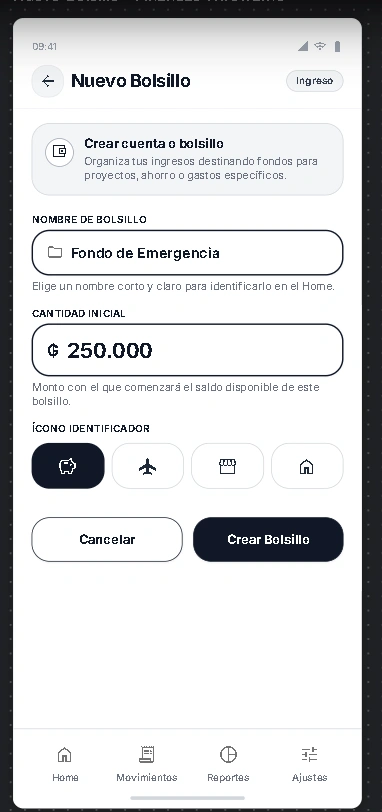 09:41
Nuevo Bolsillo
Ingreso
Crear cuenta o bolsillo
Organiza tus ingresos destinando fondos para
proyectos, ahorro o gastos específicos.
NOMBRE DE BOLSILLO
Fondo de Emergencia
Elige un nombre corto y claro para identificarlo en el Home.
CANTIDAD INICIAL
₲ 250.000
Monto con el que comenzará el saldo disponible de este
bolsillo.
ÍCONO IDENTIFICADOR
Cancelar
Crear Bolsillo
Home
Movimientos
Reportes
Ajustes